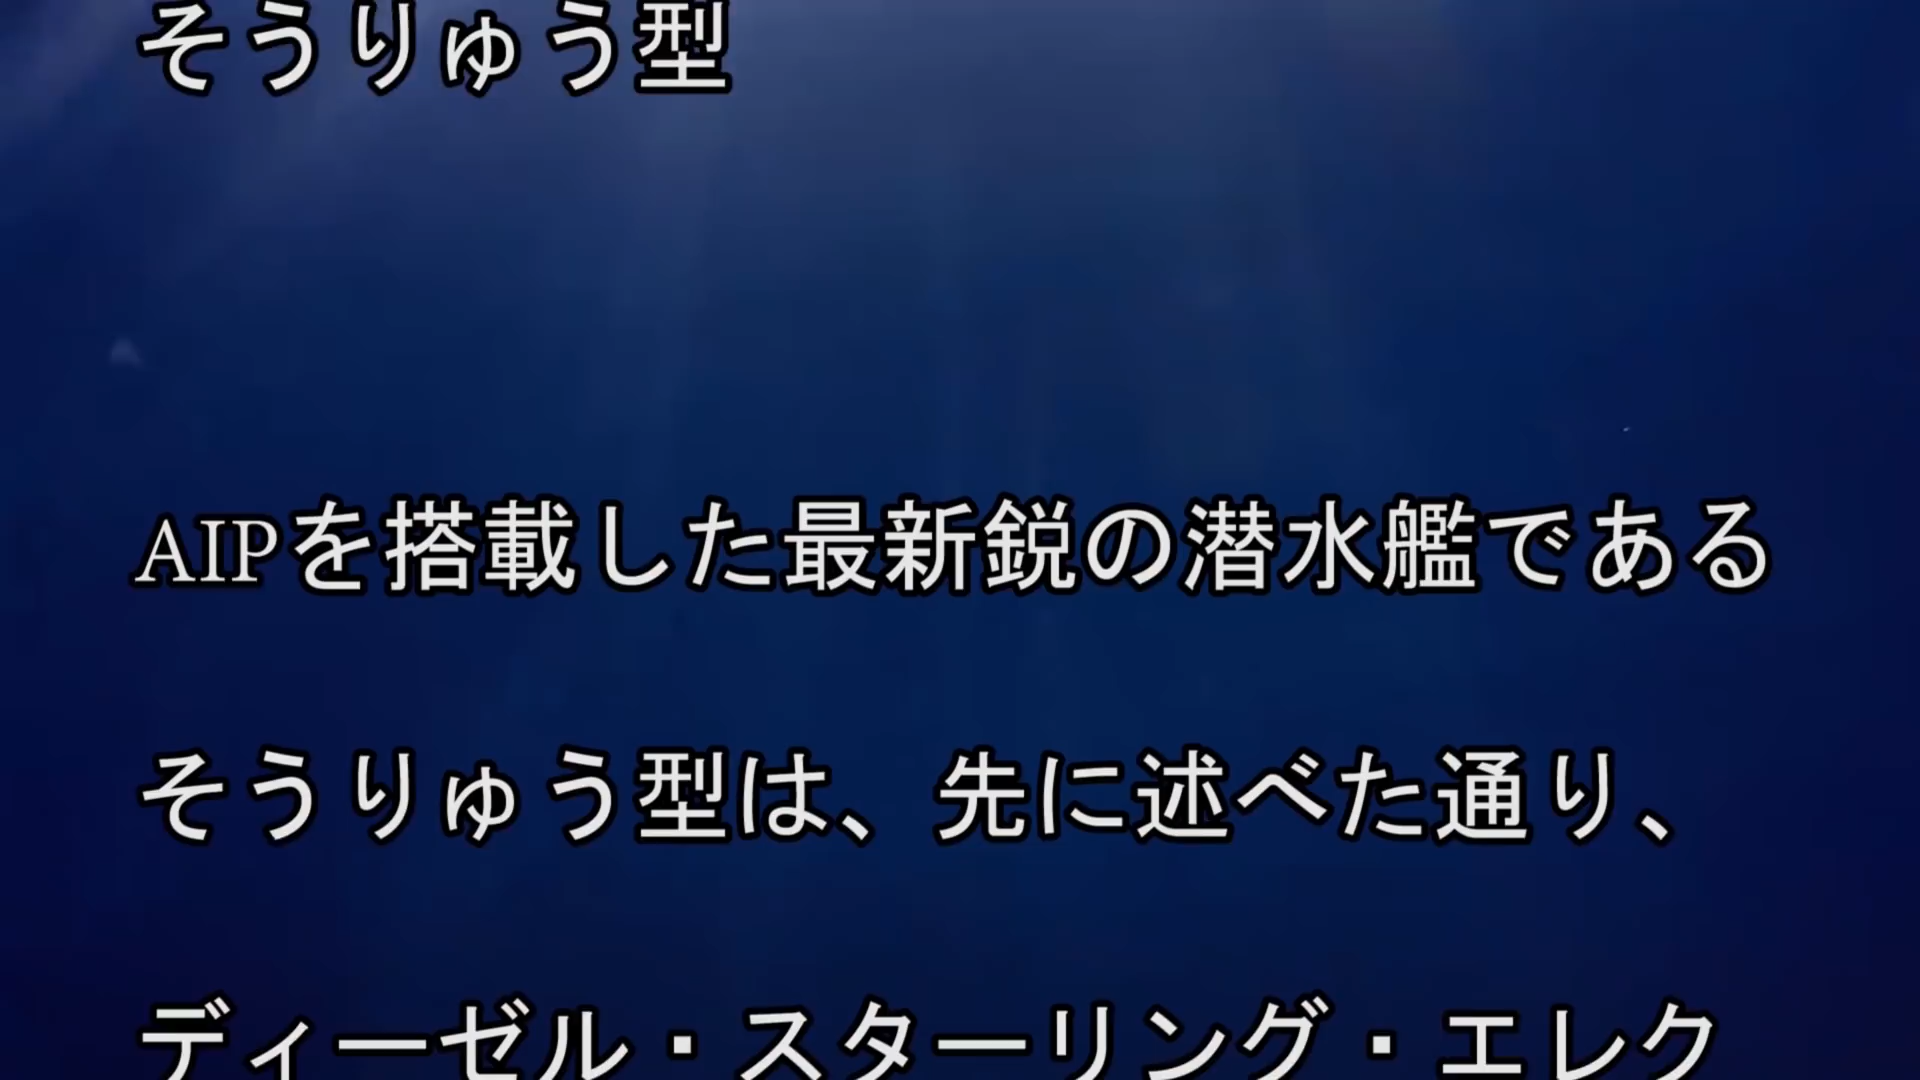 そうりゅう型
AIPを搭載した最新鋭の潜水艦である
そうりゅう型は、先に述べた通り、
ディーゼル・スターリング・エレク